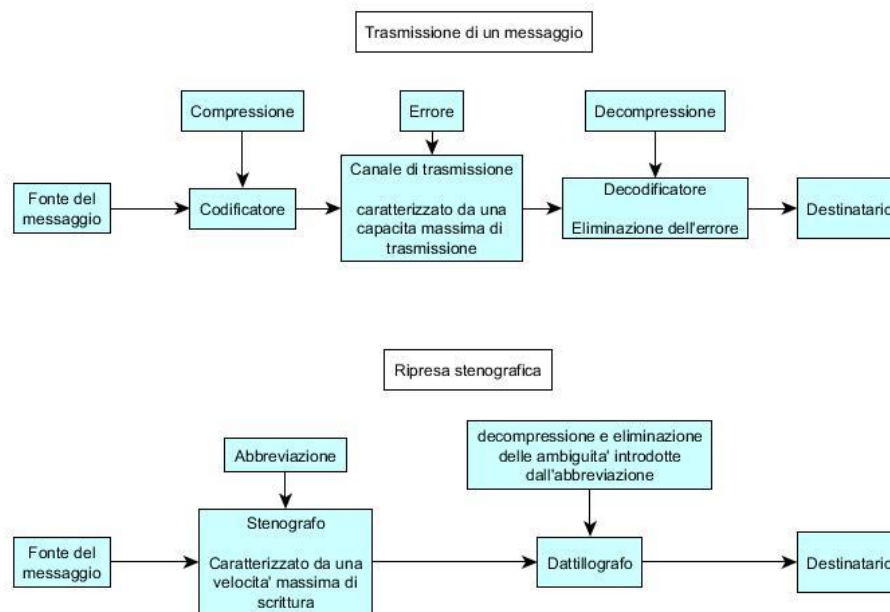 Trasmissione di un messaggio
Compressione
Errore
Decompressione
Fonte del
messaggio
Codificatore
Canale di trasmissione
caratterizzato da una
capacita massima di
trasmissione
Decodificatore
Eliminazione dell'errore
Destinatario
Ripresa stenografica
Abbreviazione
decompressione e eliminazione
delle ambiguita' introdotte
dall'abbreviazione
Fonte del
messaggio
Stenografo
Caratterizzato da una
velocita' massima di
scrittura
Dattillografo
Destinatario